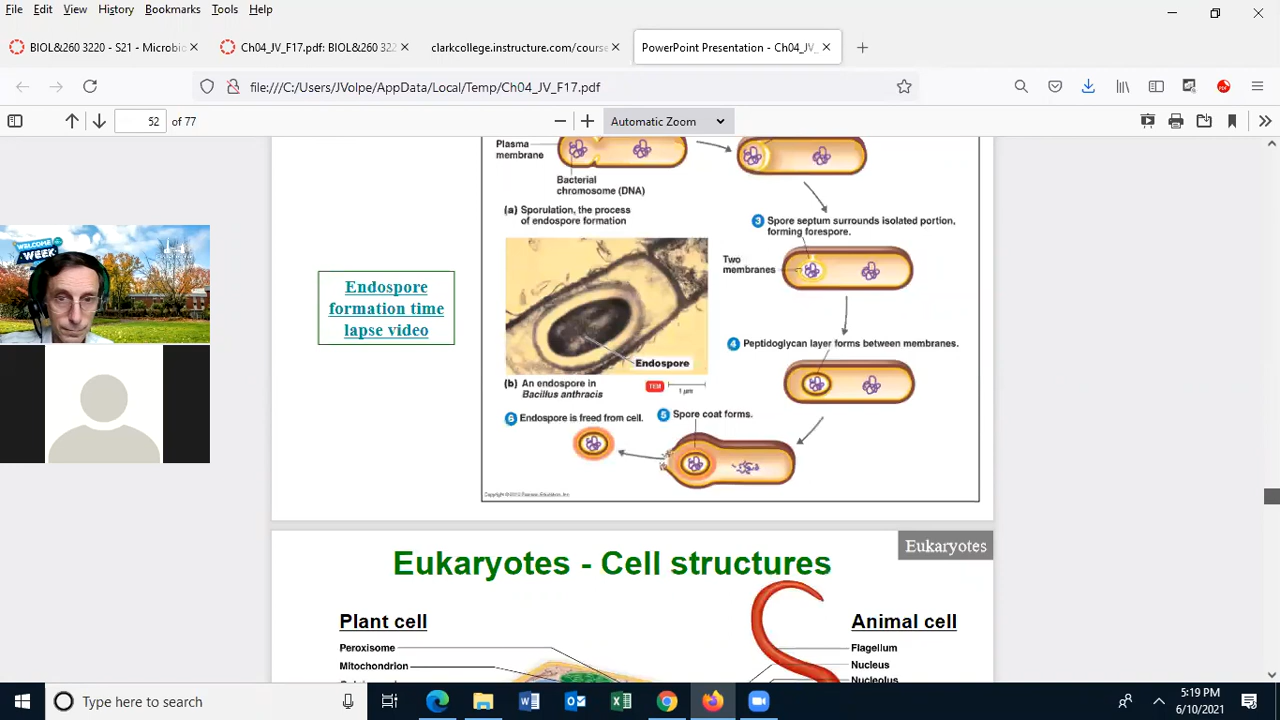 File Edit View History Bookmarks Tools Help
BIOL&260 3220 - S21 - Microbio
Ch04_JV_F17.pdf: BIOL&260 322
clarkcollege.instructure.com/course
PowerPoint Presentation - Ch04_JV_
file:///C:/Users/JVolpe/AppData/Local/Temp/Ch04_JV_F17.pdf
52 of 77
Automatic Zoom
WELCOME
WEEK
Endospore
formation time
lapse video
Plasma
membrane
Bacterial
chromosome (DNA)
(a) Sporulation, the process
of endospore formation
3 Spore septum surrounds isolated portion,
forming forespore.
Two
membranes
4 Peptidoglycan layer forms between membranes.
Endospore
(b) An endospore in
Bacillus anthracis
TEM
1 µm
6 Endospore is freed from cell.
5 Spore coat forms.
Eukaryotes
Eukaryotes - Cell structures
Plant cell
Animal cell
Peroxisome
Mitochondrion
Flagellum
Nucleus
Nucleolus
Type here to search
5:19 PM
6/10/2021